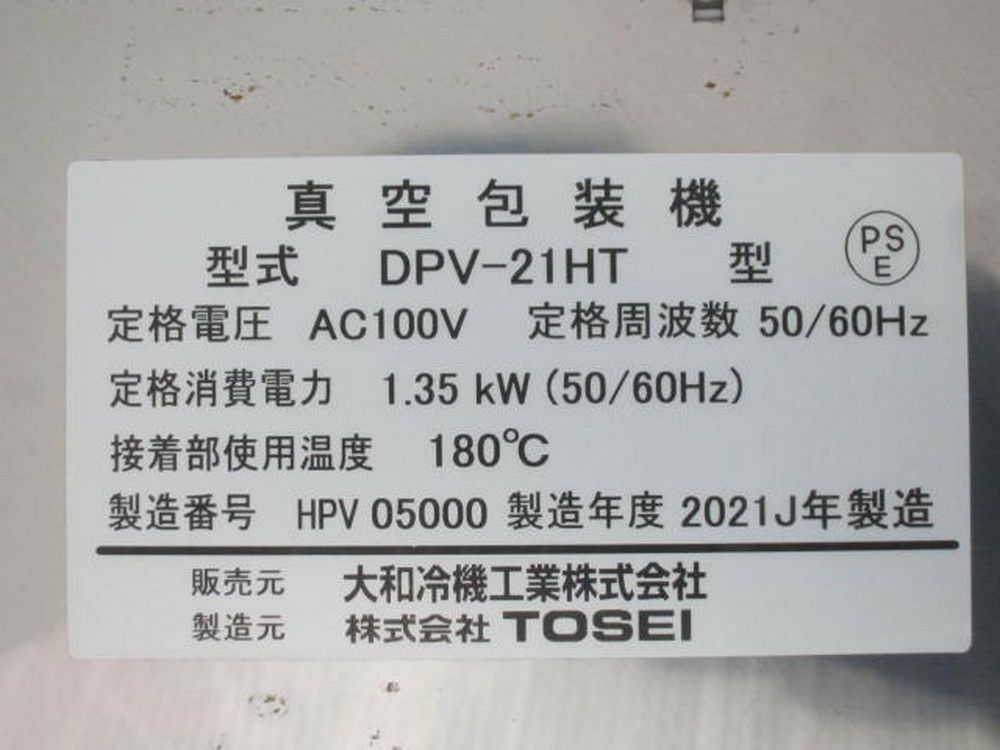 真空包装機
型式 DPV-21HT 型
PS
E
定格電圧 AC100V 定格周波数 50/60Hz
定格消費電力 1.35 kW (50/60Hz)
接着部使用温度 180℃
製造番号 HPV 05000 製造年度 2021J年製造
販売元 大和冷機工業株式会社
製造元 株式会社 TOSEI